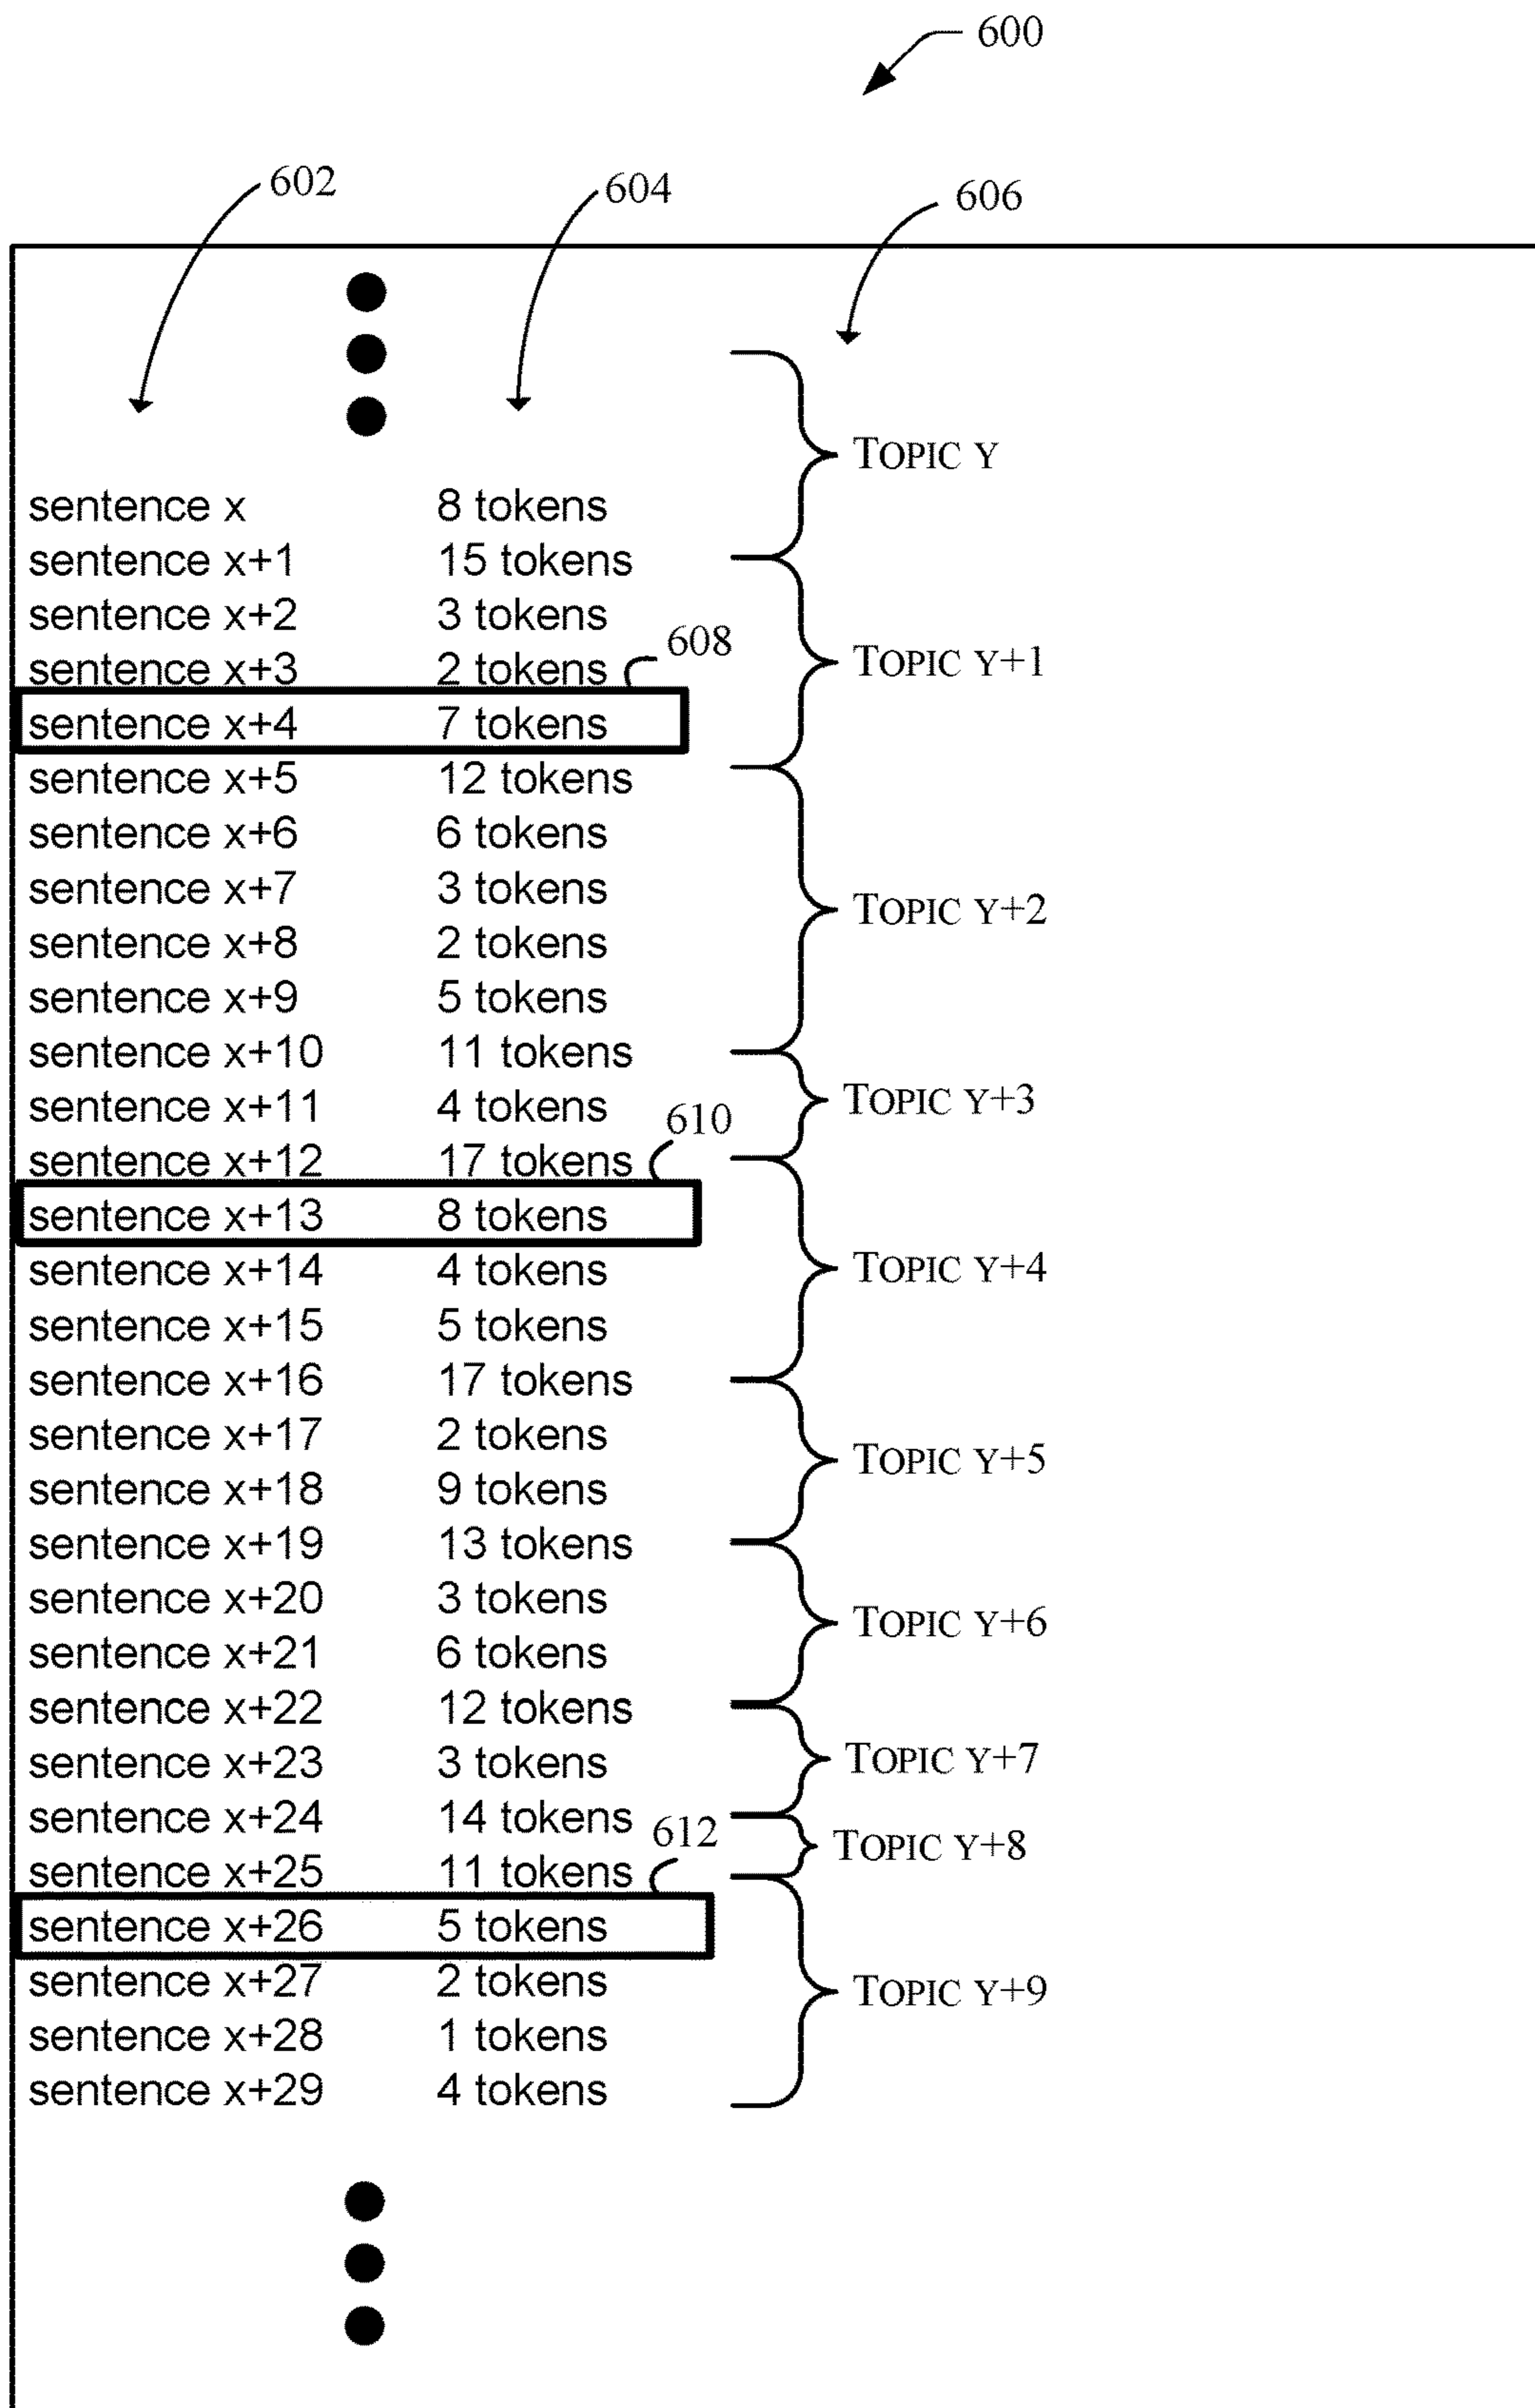 600
602
604
606
TOPIC Y
sentence x 8 tokens
sentence x+1 15 tokens
sentence x+2 3 tokens
608
sentence x+3 2 tokens
TOPIC Y+1
sentence x+4 7 tokens
sentence x+5 12 tokens
sentence x+6 6 tokens
sentence x+7 3 tokens
TOPIC Y+2
sentence x+8 2 tokens
sentence x+9 5 tokens
sentence x+10 11 tokens
TOPIC Y+3
sentence x+11 4 tokens
610
sentence x+12 17 tokens
sentence x+13 8 tokens
TOPIC Y+4
sentence x+14 4 tokens
sentence x+15 5 tokens
sentence x+16 17 tokens
sentence x+17 2 tokens
TOPIC Y+5
sentence x+18 9 tokens
sentence x+19 13 tokens
sentence x+20 3 tokens
TOPIC Y+6
sentence x+21 6 tokens
sentence x+22 12 tokens
sentence x+23 3 tokens
TOPIC Y+7
sentence x+24 14 tokens
612
TOPIC Y+8
sentence x+25 11 tokens
sentence x+26 5 tokens
sentence x+27 2 tokens
TOPIC Y+9
sentence x+28 1 tokens
sentence x+29 4 tokens